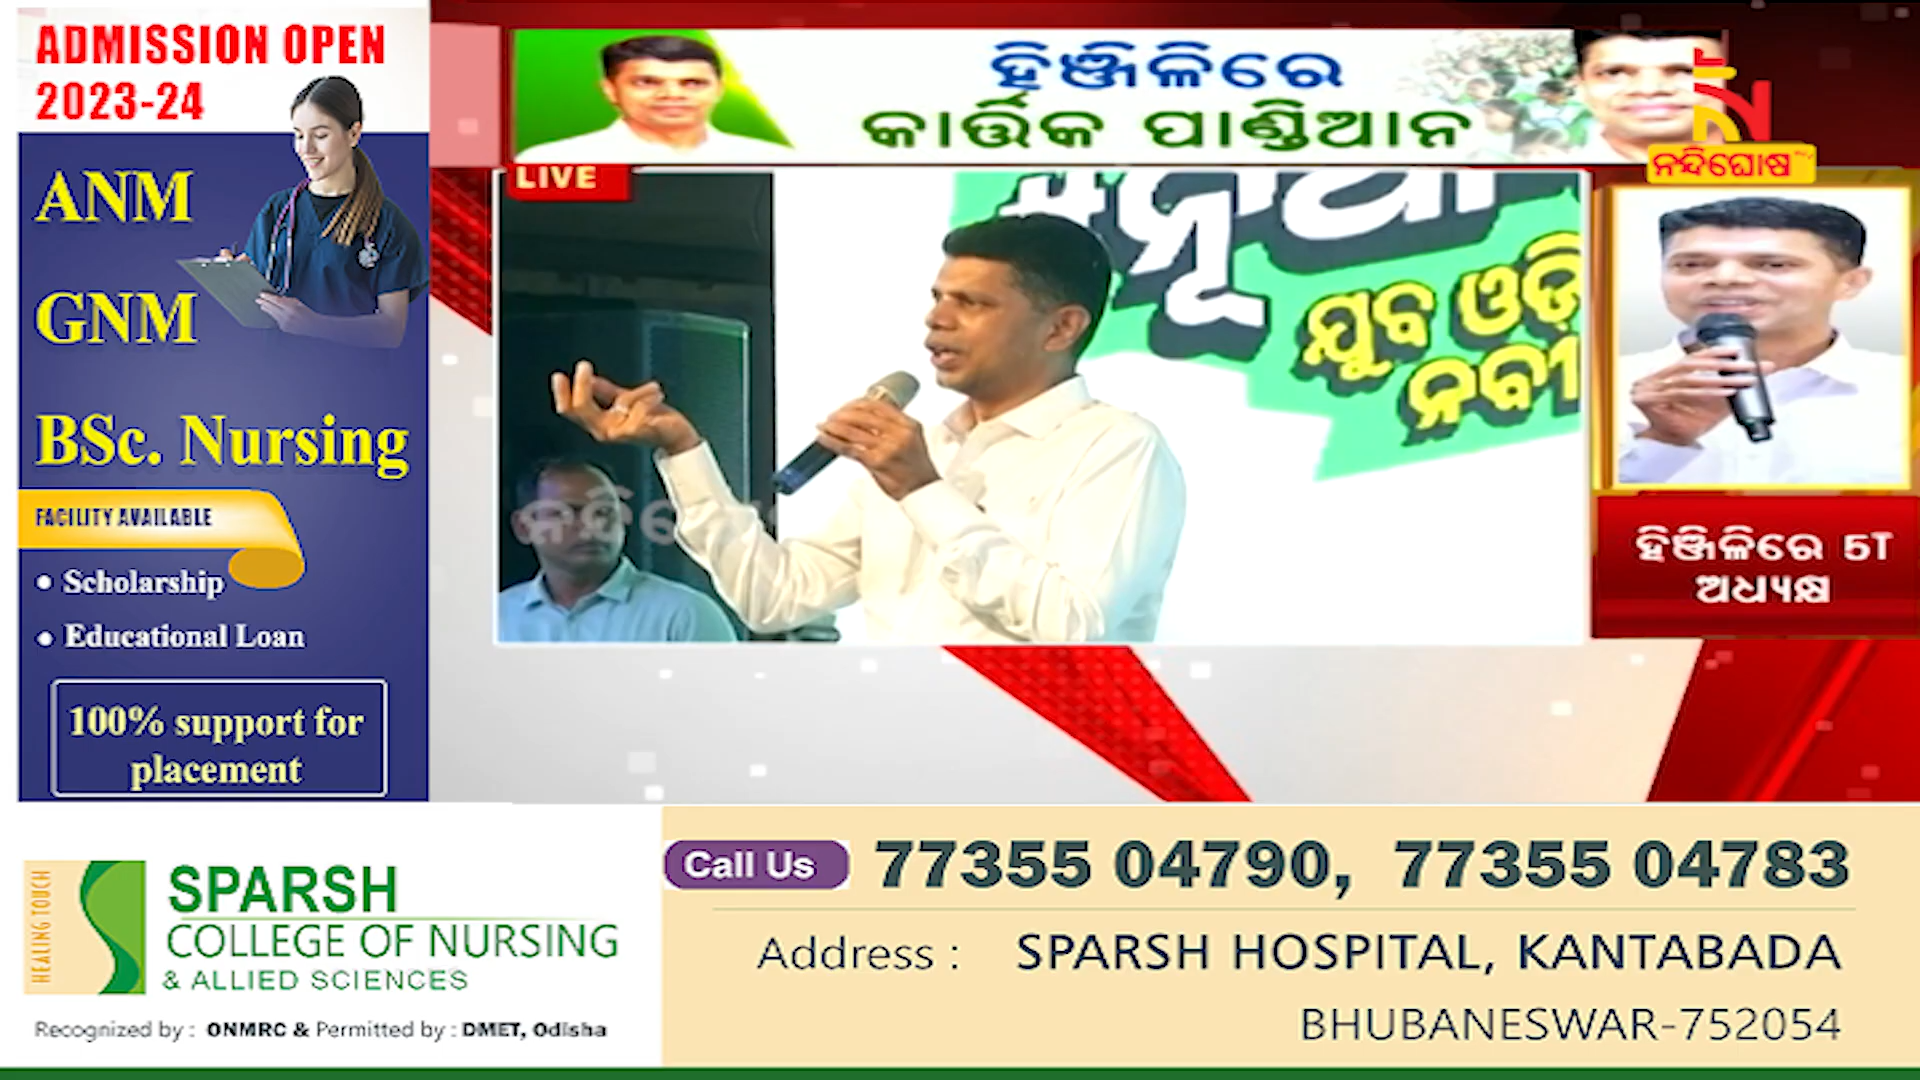 ADMISSION OPEN
2023-24
ANM
GNM
BSc. Nursing
FACILITY AVAILABLE
• Scholarship
• Educational Loan
100% support for
placement
ହିଞ୍ଜିଳିରେ
କାର୍ତ୍ତିକ ପାଣ୍ଡିଆନ
ନନ୍ଦିଘୋଷ
LIVE
ଯୁବ ଓଡ଼ି
ନବୀ
ହିଞ୍ଜିଳିରେ 5T
ଅଧ୍ୟକ୍ଷ
HEALING TOUCH
SPARSH
COLLEGE OF NURSING
& ALLIED SCIENCES
Recognized by : ONMRC & Permitted by : DMET, Odisha
Call Us 77355 04790, 77355 04783
Address : SPARSH HOSPITAL, KANTABADA
BHUBANESWAR-752054